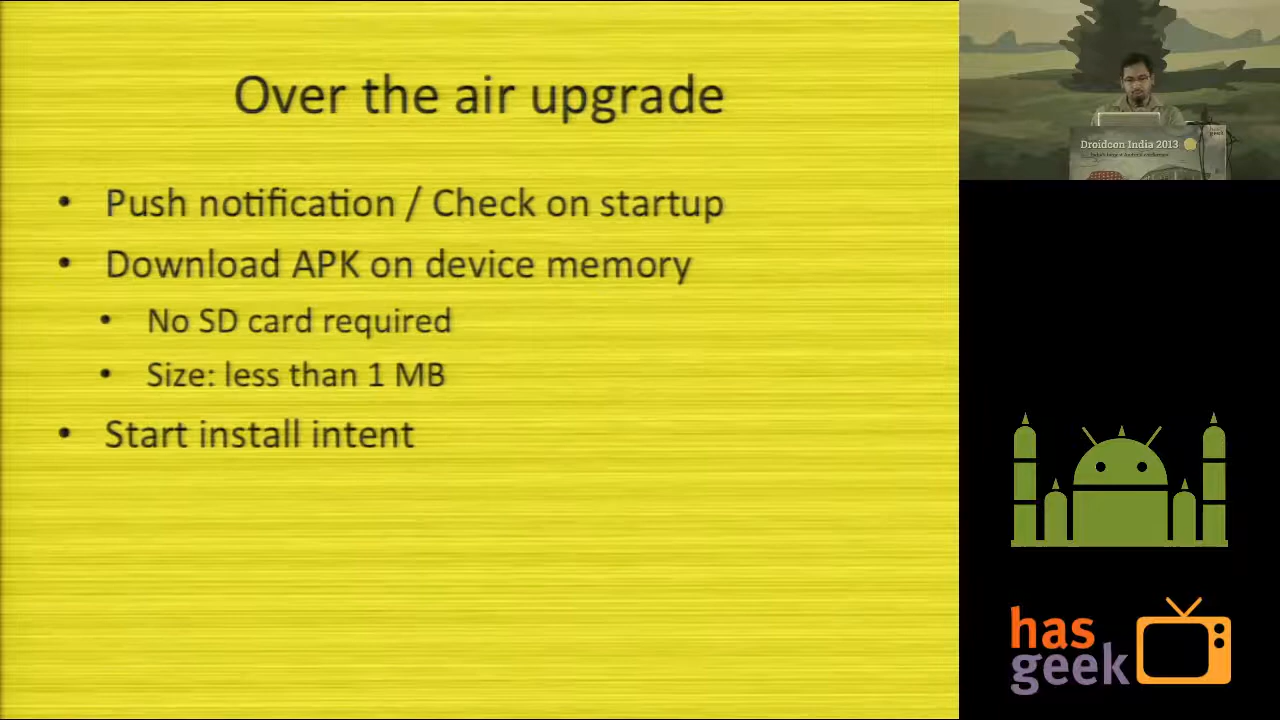 Over the air upgrade
• Push notification / Check on startup
• Download APK on device memory
• No SD card required
• Size: less than 1 MB
• Start install intent
Droidcon India 2013
has
geek